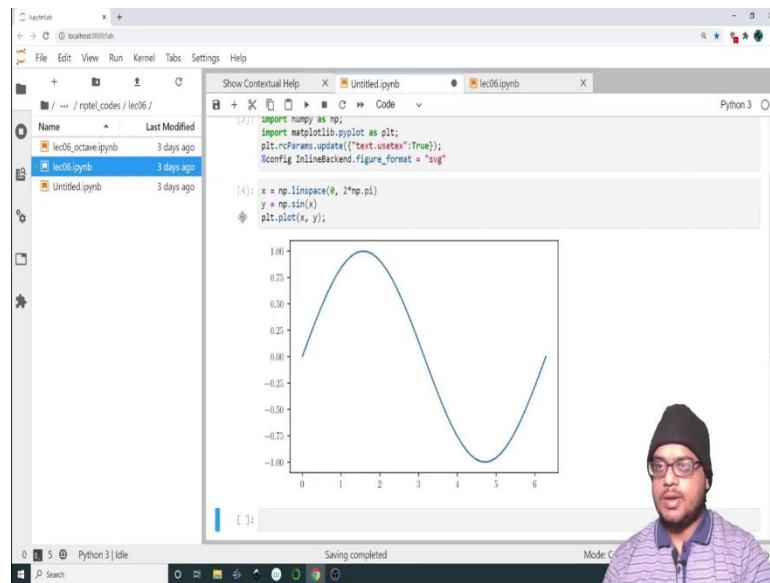 JupyterLab
localhost:8888/lab
File Edit View Run Kernel Tabs Settings Help
Show Contextual Help
Untitled.ipynb
lec06.ipynb
/ ... / nptel_codes / lec06 /
Code
Python 3
Name Last Modified
lec06_octave.ipynb 3 days ago
lec06.ipynb 3 days ago
Untitled.ipynb 3 days ago
import numpy as np;
import matplotlib.pyplot as plt;
plt.rcParams.update({"text.usetex":True});
%config InlineBackend.figure_format = "svg"
[4]: x = np.linspace(0, 2*np.pi)
y = np.sin(x)
plt.plot(x, y);
1.00
0.75
0.50
0.25
0.00
−0.25
−0.50
−0.75
−1.00
0 1 2 3 4 5 6
[ ]:
0 5 Python 3 | Idle Saving completed Mode: C
Search